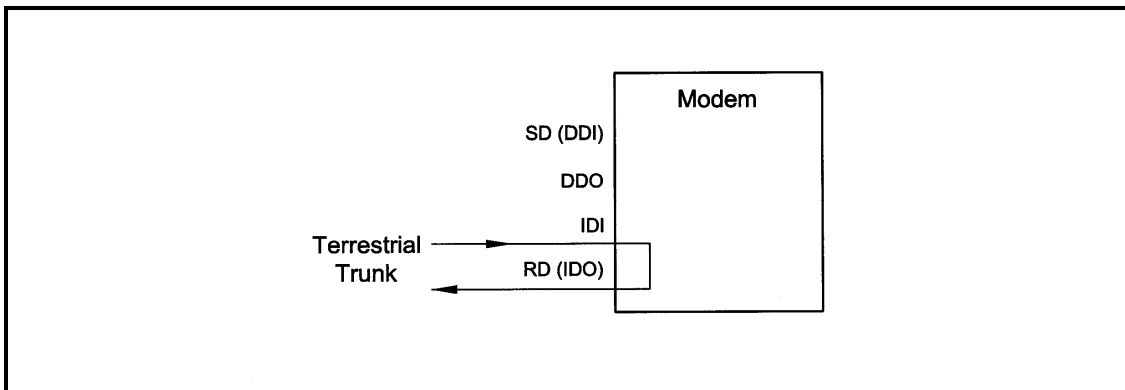 Modem
SD (DDI)
DDO
IDI
Terrestrial
Trunk
RD (IDO)